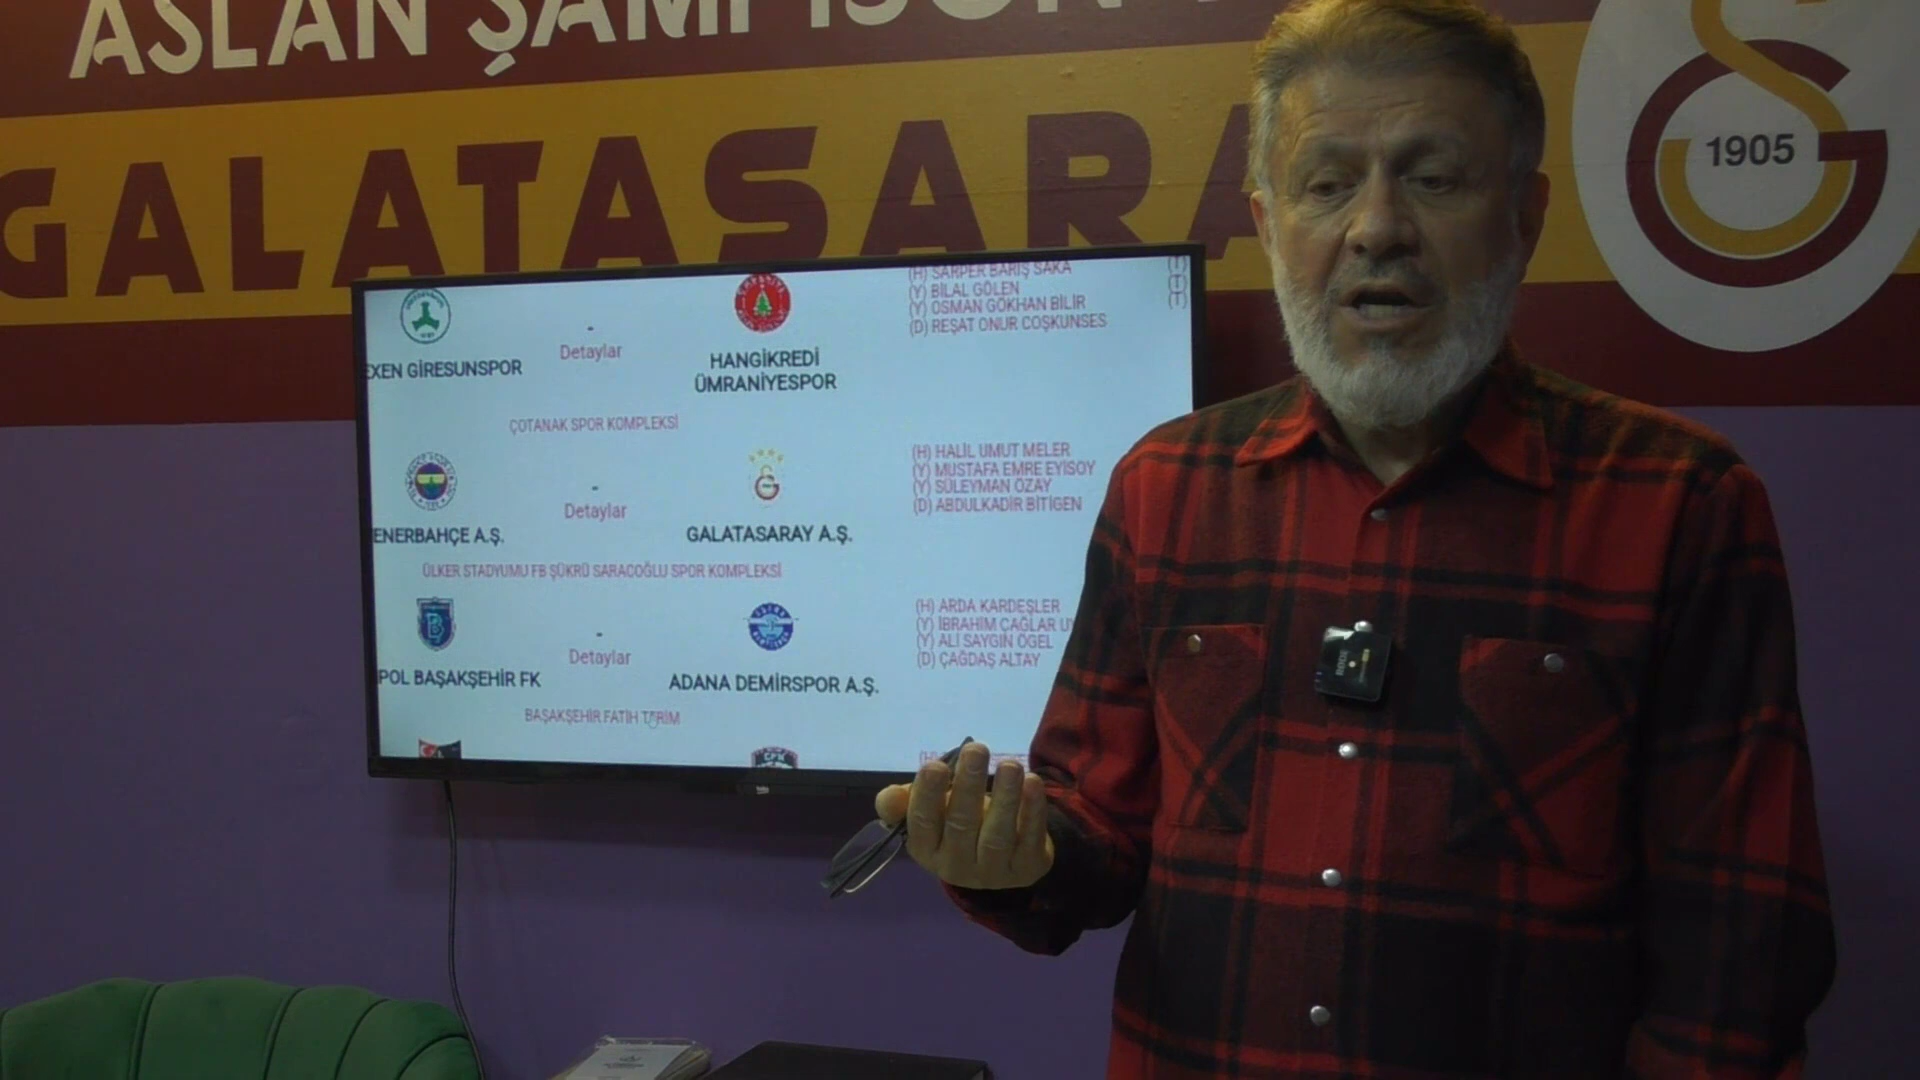 ASLAN ŞAMPİYON
GALATASARA
1905
(H) SARPER BARIŞ SAKA
(Y) BİLAL GÖLEN
(Y) OSMAN GÖKHAN BİLİR
(D) REŞAT ONUR COŞKUNSES
(T)
(T)
(T)
-
Detaylar
EXEN GİRESUNSPOR
HANGİKREDİ
ÜMRANİYESPOR
ÇOTANAK SPOR KOMPLEKSİ
(H) HALİL UMUT MELER
(Y) MUSTAFA EMRE EYİSOY
(Y) SÜLEYMAN ÖZAY
(D) ABDULKADİR BİTİGEN
-
Detaylar
ENERBAHÇE A.Ş.
GALATASARAY A.Ş.
ÜLKER STADYUMU FB ŞÜKRÜ SARACOĞLU SPOR KOMPLEKSİ
(H) ARDA KARDEŞLER
(Y) İBRAHİM ÇAĞLAR UY
(Y) ALİ SAYGIN ÖGEL
(D) ÇAĞDAŞ ALTAY
-
Detaylar
POL BAŞAKŞEHİR FK
ADANA DEMİRSPOR A.Ş.
BAŞAKŞEHİR FATİH TERİM
(H)
RODE